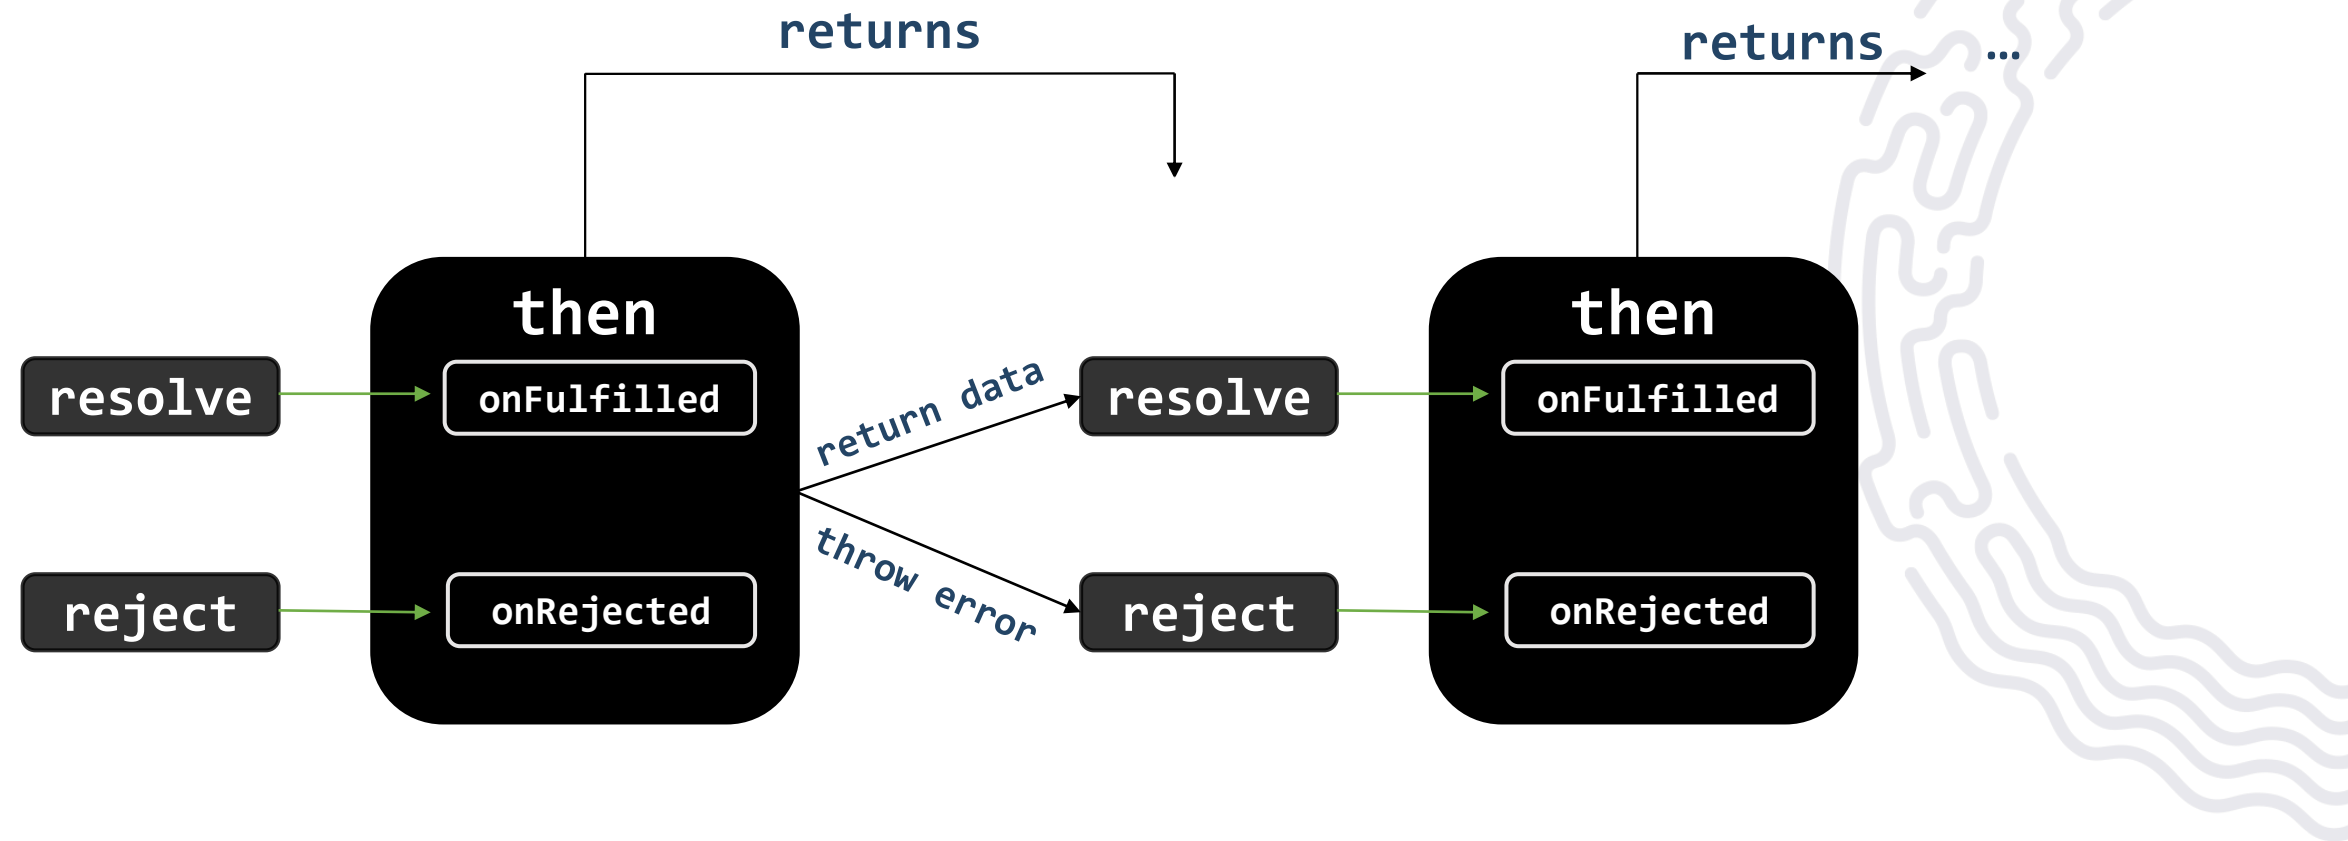 returns
returns ...
then
then
resolve
onFulfilled
return data
resolve
onFulfilled
reject
onRejected
throw error
reject
onRejected